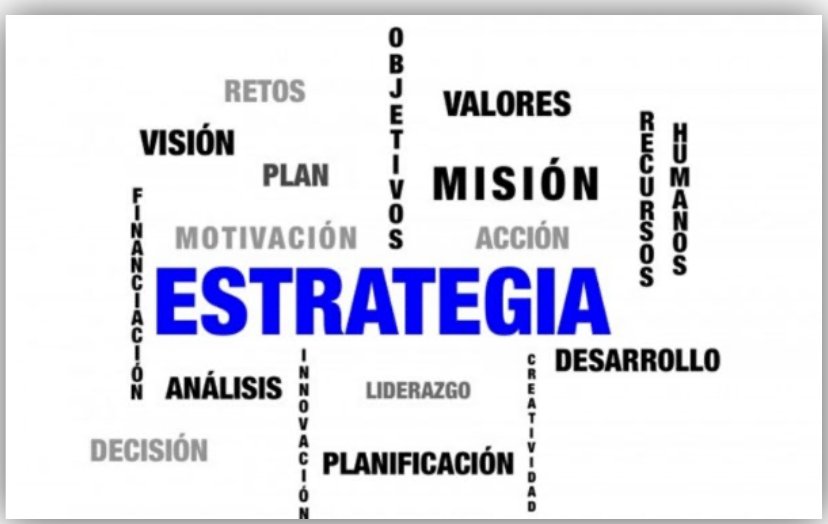 OBJETIVOS
RETOS
VALORES
VISIÓN
RECURSOS
HUMANOS
PLAN
MISIÓN
FINANCIACIÓN
MOTIVACIÓN
ACCIÓN
ESTRATEGIA
DESARROLLO
ANÁLISIS
INNOVACIÓN
LIDERAZGO
CREATIVIDAD
DECISIÓN
PLANIFICACIÓN